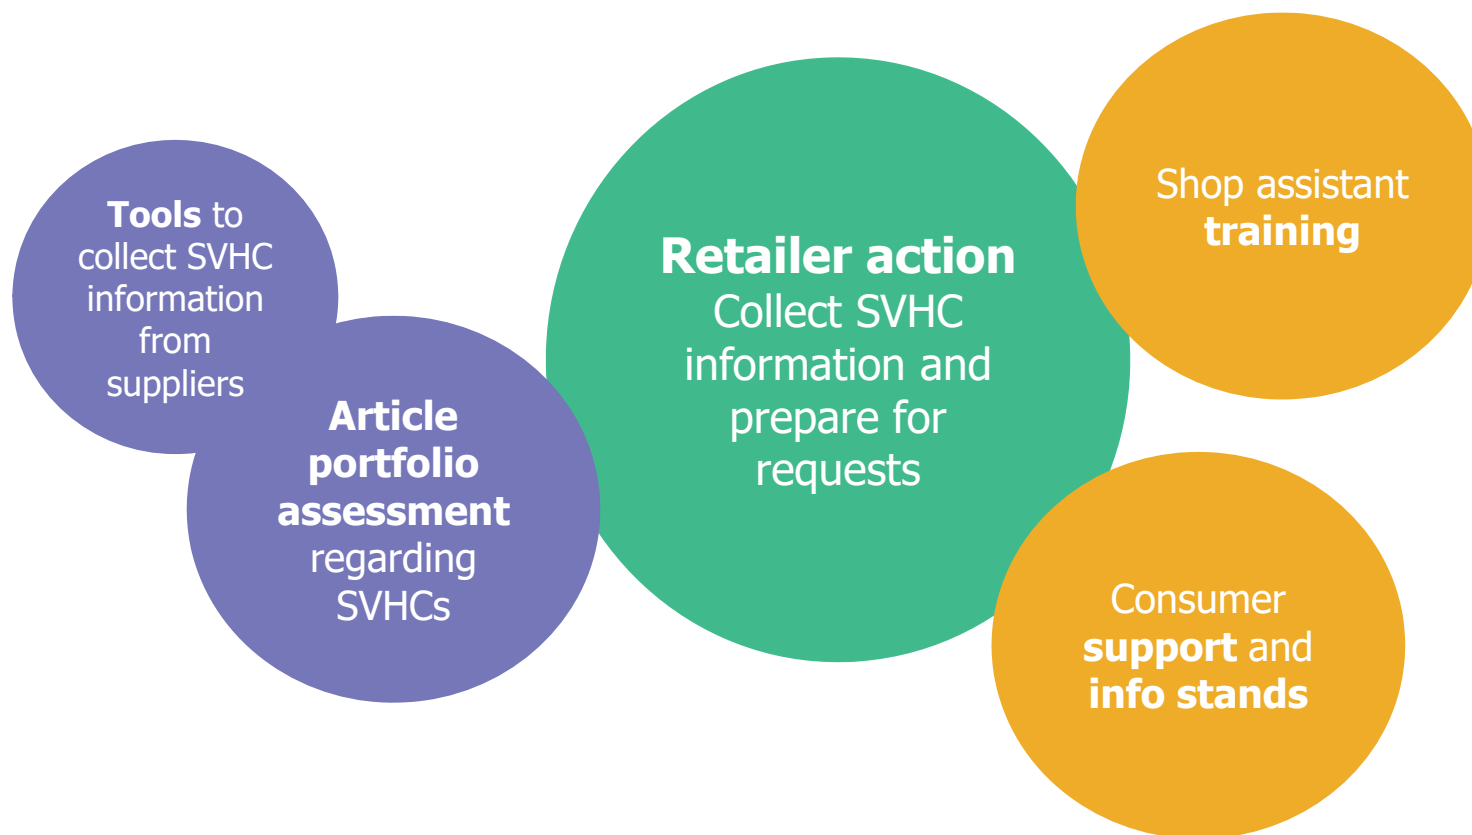 Tools to
collect SVHC
information
from
suppliers
Article
portfolio
assessment
regarding
SVHCs
Retailer action
Collect SVHC
information and
prepare for
requests
Shop assistant
training
Consumer
support and
info stands